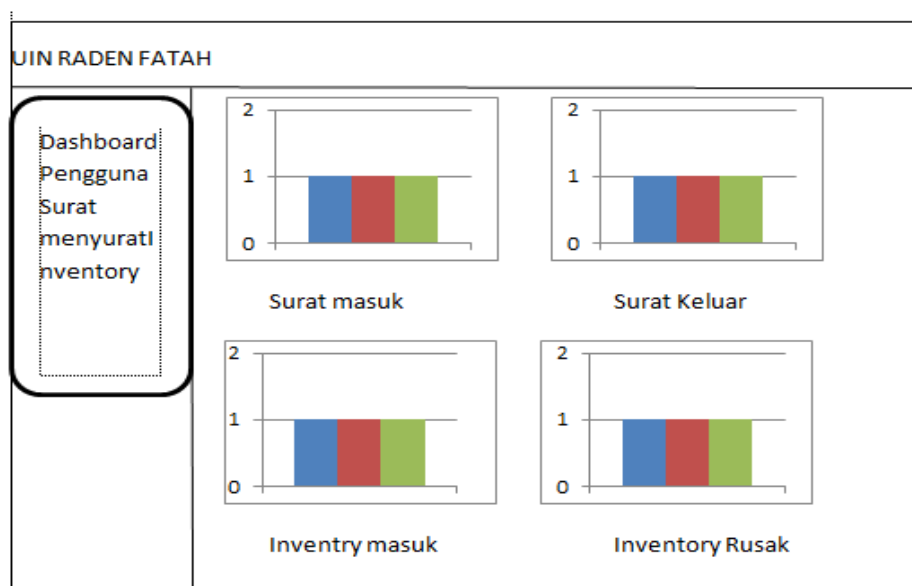 UIN RADEN FATAH
Dashboard
Pengguna
Surat
menyuratI
nventory
2
1
0
Surat masuk
2
1
0
Surat Keluar
2
1
0
Inventry masuk
2
1
0
Inventory Rusak